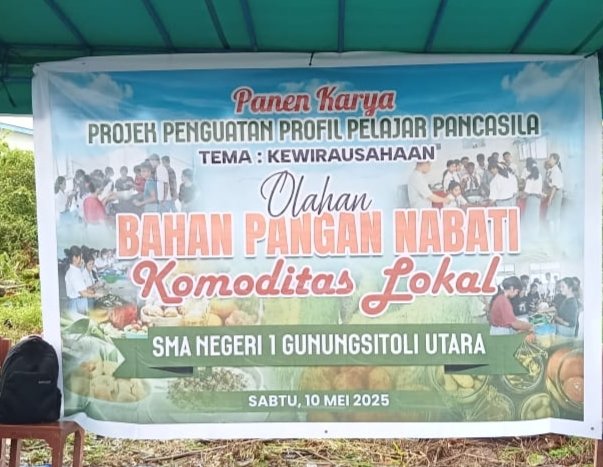 Panen Karya
PROJEK PENGUATAN PROFIL PELAJAR PANCASILA
TEMA : KEWIRAUSAHAAN
Olahan
BAHAN PANGAN NABATI
Komoditas Lokal
SMA NEGERI 1 GUNUNGSITOLI UTARA
SABTU, 10 MEI 2025